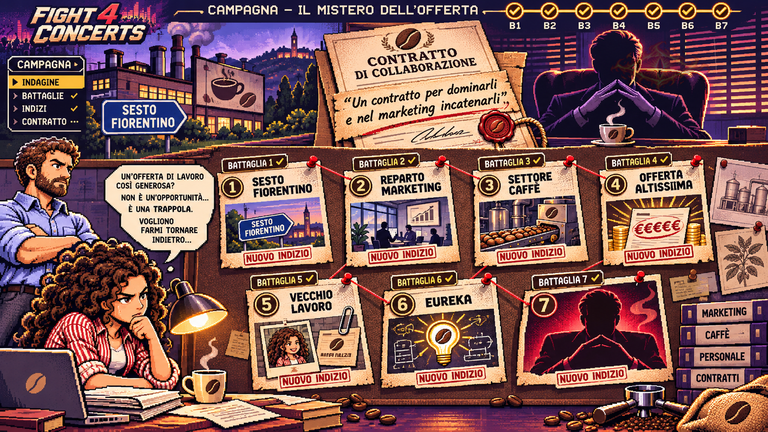 FIGHT 4
CONCERTS
CAMPAGNA – IL MISTERO DELL'OFFERTA
B1 B2 B3 B4 B5 B6 B7
CAMPAGNA
INDAGINE
BATTAGLIE
INDIZI
CONTRATTO ...
SESTO
FIORENTINO
CONTRATTO
DI COLLABORAZIONE
"Un contratto per dominarli
e nel marketing incatenarli",
UN'OFFERTA DI LAVORO
COSÌ GENEROSA?
NON È UN'OPPORTUNITÀ...
È UNA TRAPPOLA.
VOGLIONO
FARMI TORNARE
INDIETRO...
BATTAGLIA 1
1 SESTO
FIORENTINO
SESTO
FIORENTINO
NUOVO INDIZIO
BATTAGLIA 2
2 REPARTO
MARKETING
NUOVO INDIZIO
BATTAGLIA 3
3 SETTORE
CAFFÈ
NUOVO INDIZIO
BATTAGLIA 4
4 OFFERTA
ALTISSIMA
€€€€€
NUOVO INDIZIO
BATTAGLIA 5
5 VECCHIO
LAVORO
NUOVO INDIZIO
BATTAGLIA 6
6 EUREKA
NUOVO INDIZIO
BATTAGLIA 7
7
NUOVO INDIZIO
MARKETING
CAFFÈ
PERSONALE
CONTRATTI